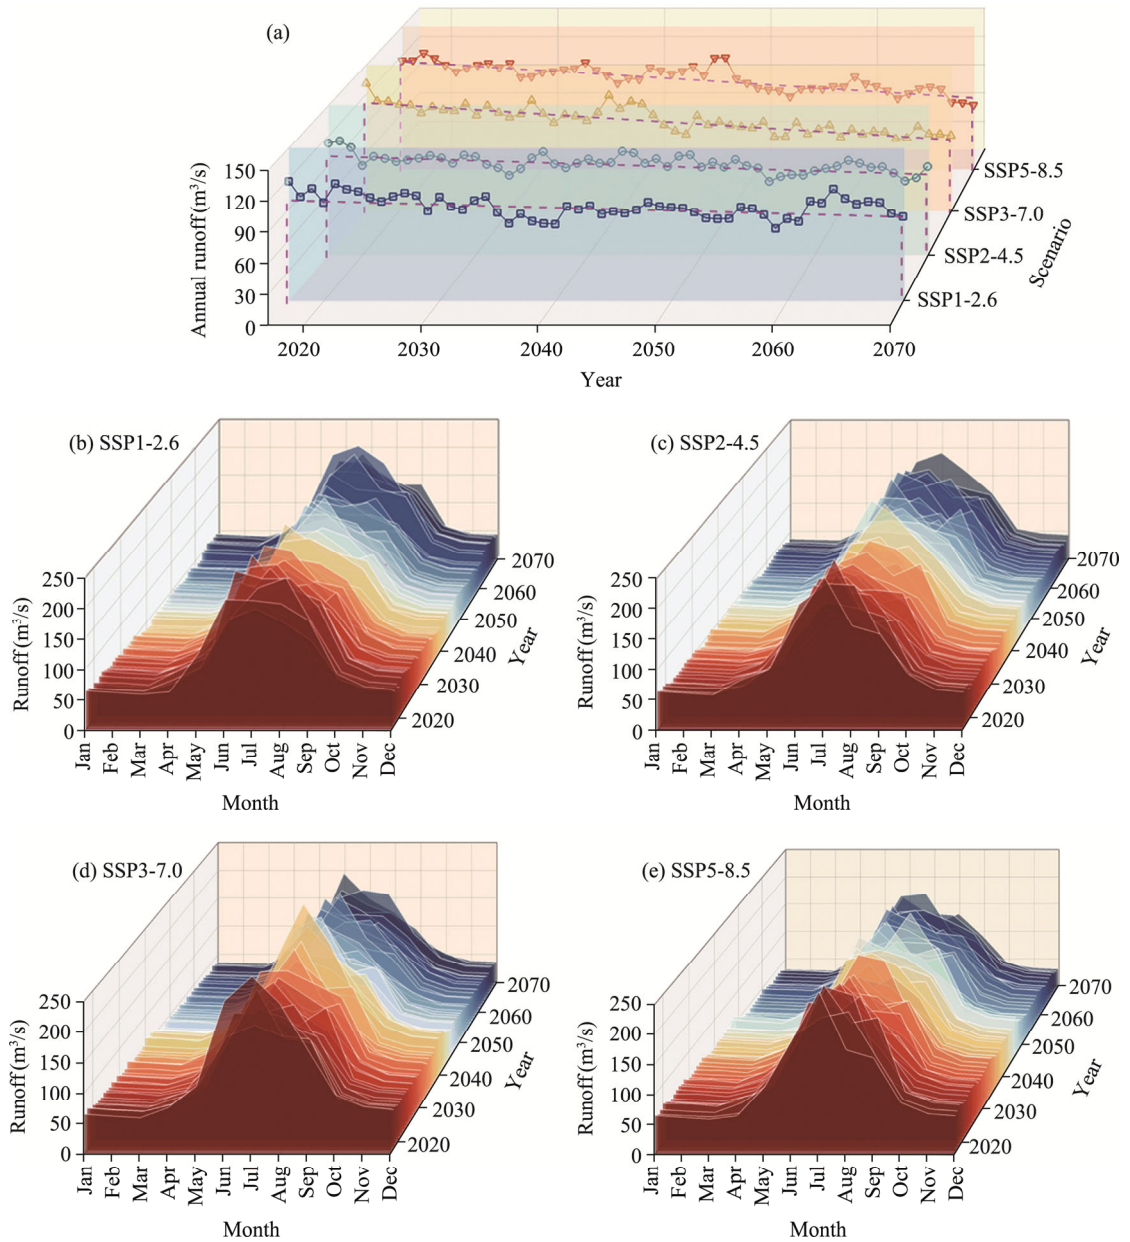 (a)
Annual runoff (m³/s)
150
120
90
60
30
0
2020 2030 2040 2050 2060 2070
Year
SSP5-8.5
SSP3-7.0
SSP2-4.5
SSP1-2.6
Scenario
(b) SSP1-2.6
Runoff (m³/s)
250
200
150
100
50
0
Jan Feb Mar Apr May Jun Jul Aug Sep Oct Nov Dec
Month
2070
2060
2050
2040
2030
2020
Year
(c) SSP2-4.5
Runoff (m³/s)
250
200
150
100
50
0
Jan Feb Mar Apr May Jun Jul Aug Sep Oct Nov Dec
Month
2070
2060
2050
2040
2030
2020
Year
(d) SSP3-7.0
Runoff (m³/s)
250
200
150
100
50
0
Jan Feb Mar Apr May Jun Jul Aug Sep Oct Nov Dec
Month
2070
2060
2050
2040
2030
2020
Year
(e) SSP5-8.5
Runoff (m³/s)
250
200
150
100
50
0
Jan Feb Mar Apr May Jun Jul Aug Sep Oct Nov Dec
Month
2070
2060
2050
2040
2030
2020
Year